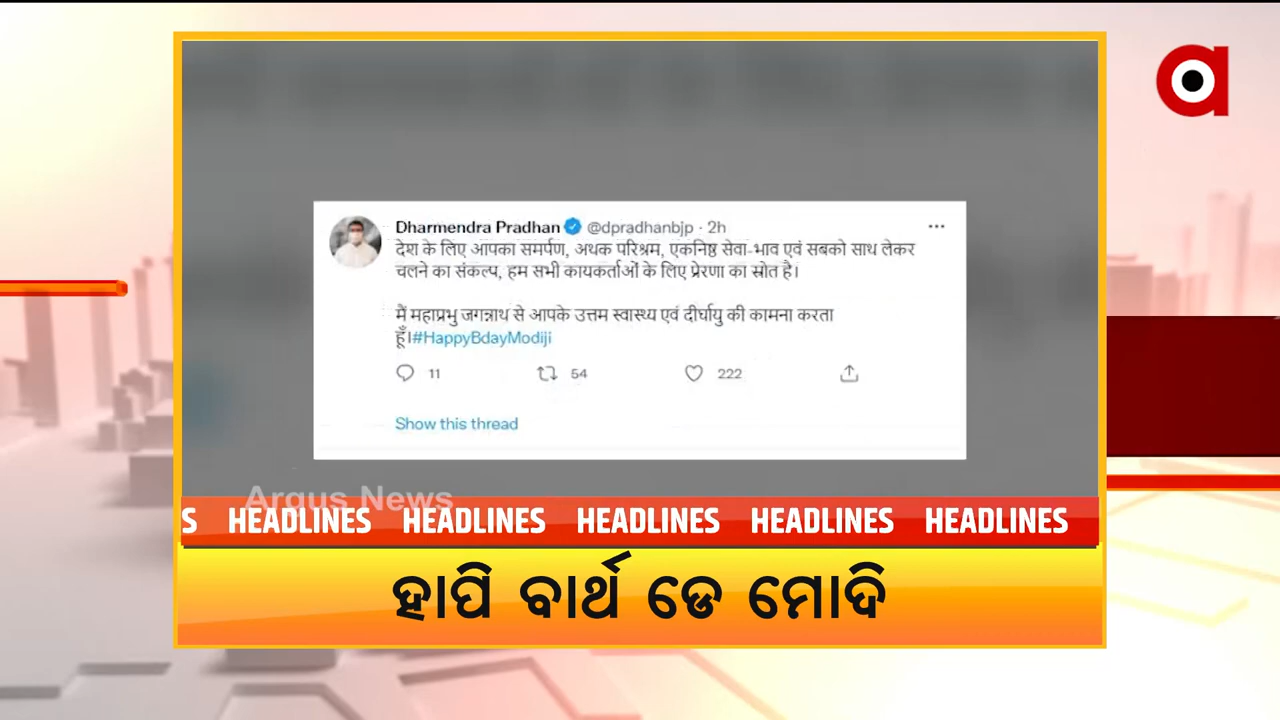 Dharmendra Pradhan @dpradhanbjp · 2h
देश के लिए आपका समर्पण, अथक परिश्रम, एकनिष्ठ सेवा-भाव एवं सबको साथ लेकर
चलने का संकल्प, हम सभी कार्यकर्ताओं के लिए प्रेरणा का स्रोत है।
मैं महाप्रभु जगन्नाथ से आपके उत्तम स्वास्थ्य एवं दीर्घायु की कामना करता
हूँ।#HappyBdayModiji
11 54 222
Show this thread
Argus News
S HEADLINES HEADLINES HEADLINES HEADLINES HEADLINES
ହାପି ବାର୍ଥ ଡେ ମୋଦି